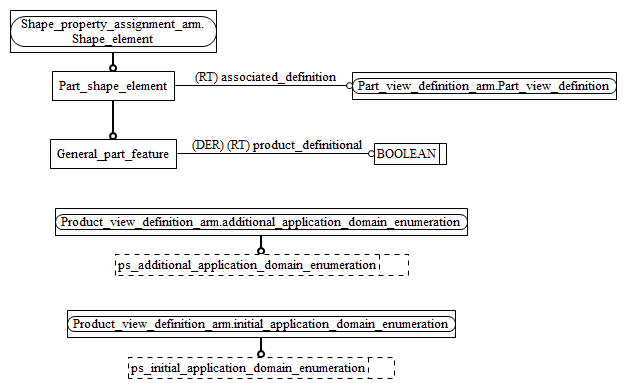 Shape_property_assignment_arm.
Shape_element
(RT) associated_definition
Part_shape_element
Part_view_definition_arm.Part_view_definition
(DER) (RT) product_definitional
General_part_feature
BOOLEAN
Product_view_definition_arm.additional_application_domain_enumeration
ps_additional_application_domain_enumeration
Product_view_definition_arm.initial_application_domain_enumeration
ps_initial_application_domain_enumeration